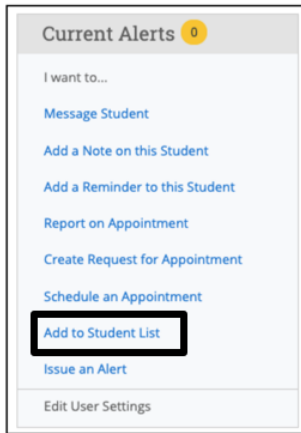 Current Alerts 0
I want to...
Message Student
Add a Note on this Student
Add a Reminder to this Student
Report on Appointment
Create Request for Appointment
Schedule an Appointment
Add to Student List
Issue an Alert
Edit User Settings